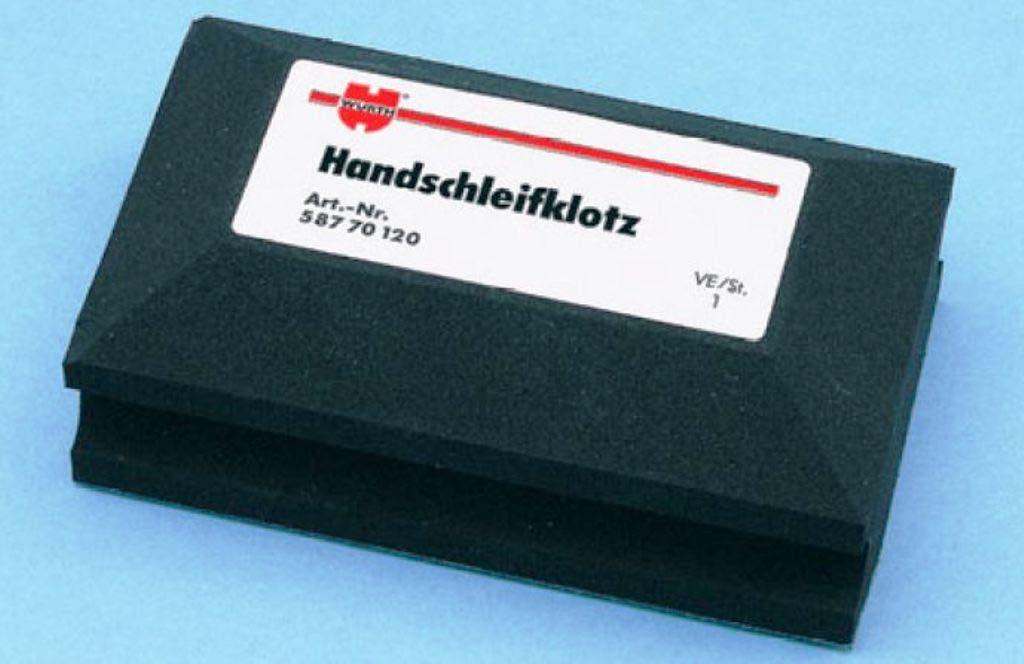 WÜRTH®
Handschleifklotz
Art.-Nr.
587 70 120
VE/St.
1